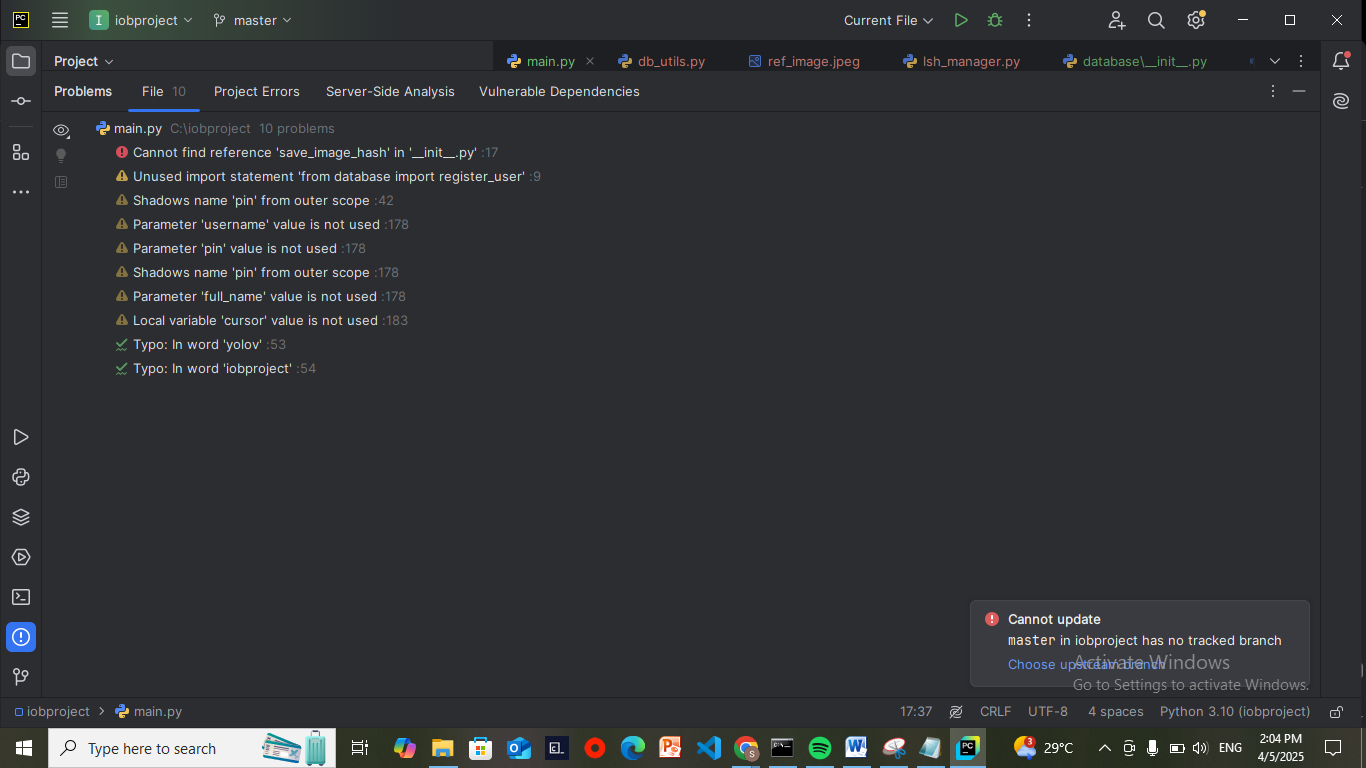 PC
I iobproject master Current File
Project
main.py db_utils.py ref_image.jpeg lsh_manager.py database\__init__.py
Problems File 10 Project Errors Server-Side Analysis Vulnerable Dependencies
main.py C:\iobproject 10 problems
Cannot find reference 'save_image_hash' in '__init__.py' :17
Unused import statement 'from database import register_user' :9
Shadows name 'pin' from outer scope :42
Parameter 'username' value is not used :178
Parameter 'pin' value is not used :178
Shadows name 'pin' from outer scope :178
Parameter 'full_name' value is not used :178
Local variable 'cursor' value is not used :183
Typo: In word 'yolov' :53
Typo: In word 'iobproject' :54
Cannot update
master in iobproject has no tracked branch
Choose upstream branch
Activate Windows
Go to Settings to activate Windows.
iobproject main.py 17:37 CRLF UTF-8 4 spaces Python 3.10 (iobproject)
Type here to search
3 29°C ENG
2:04 PM
4/5/2025